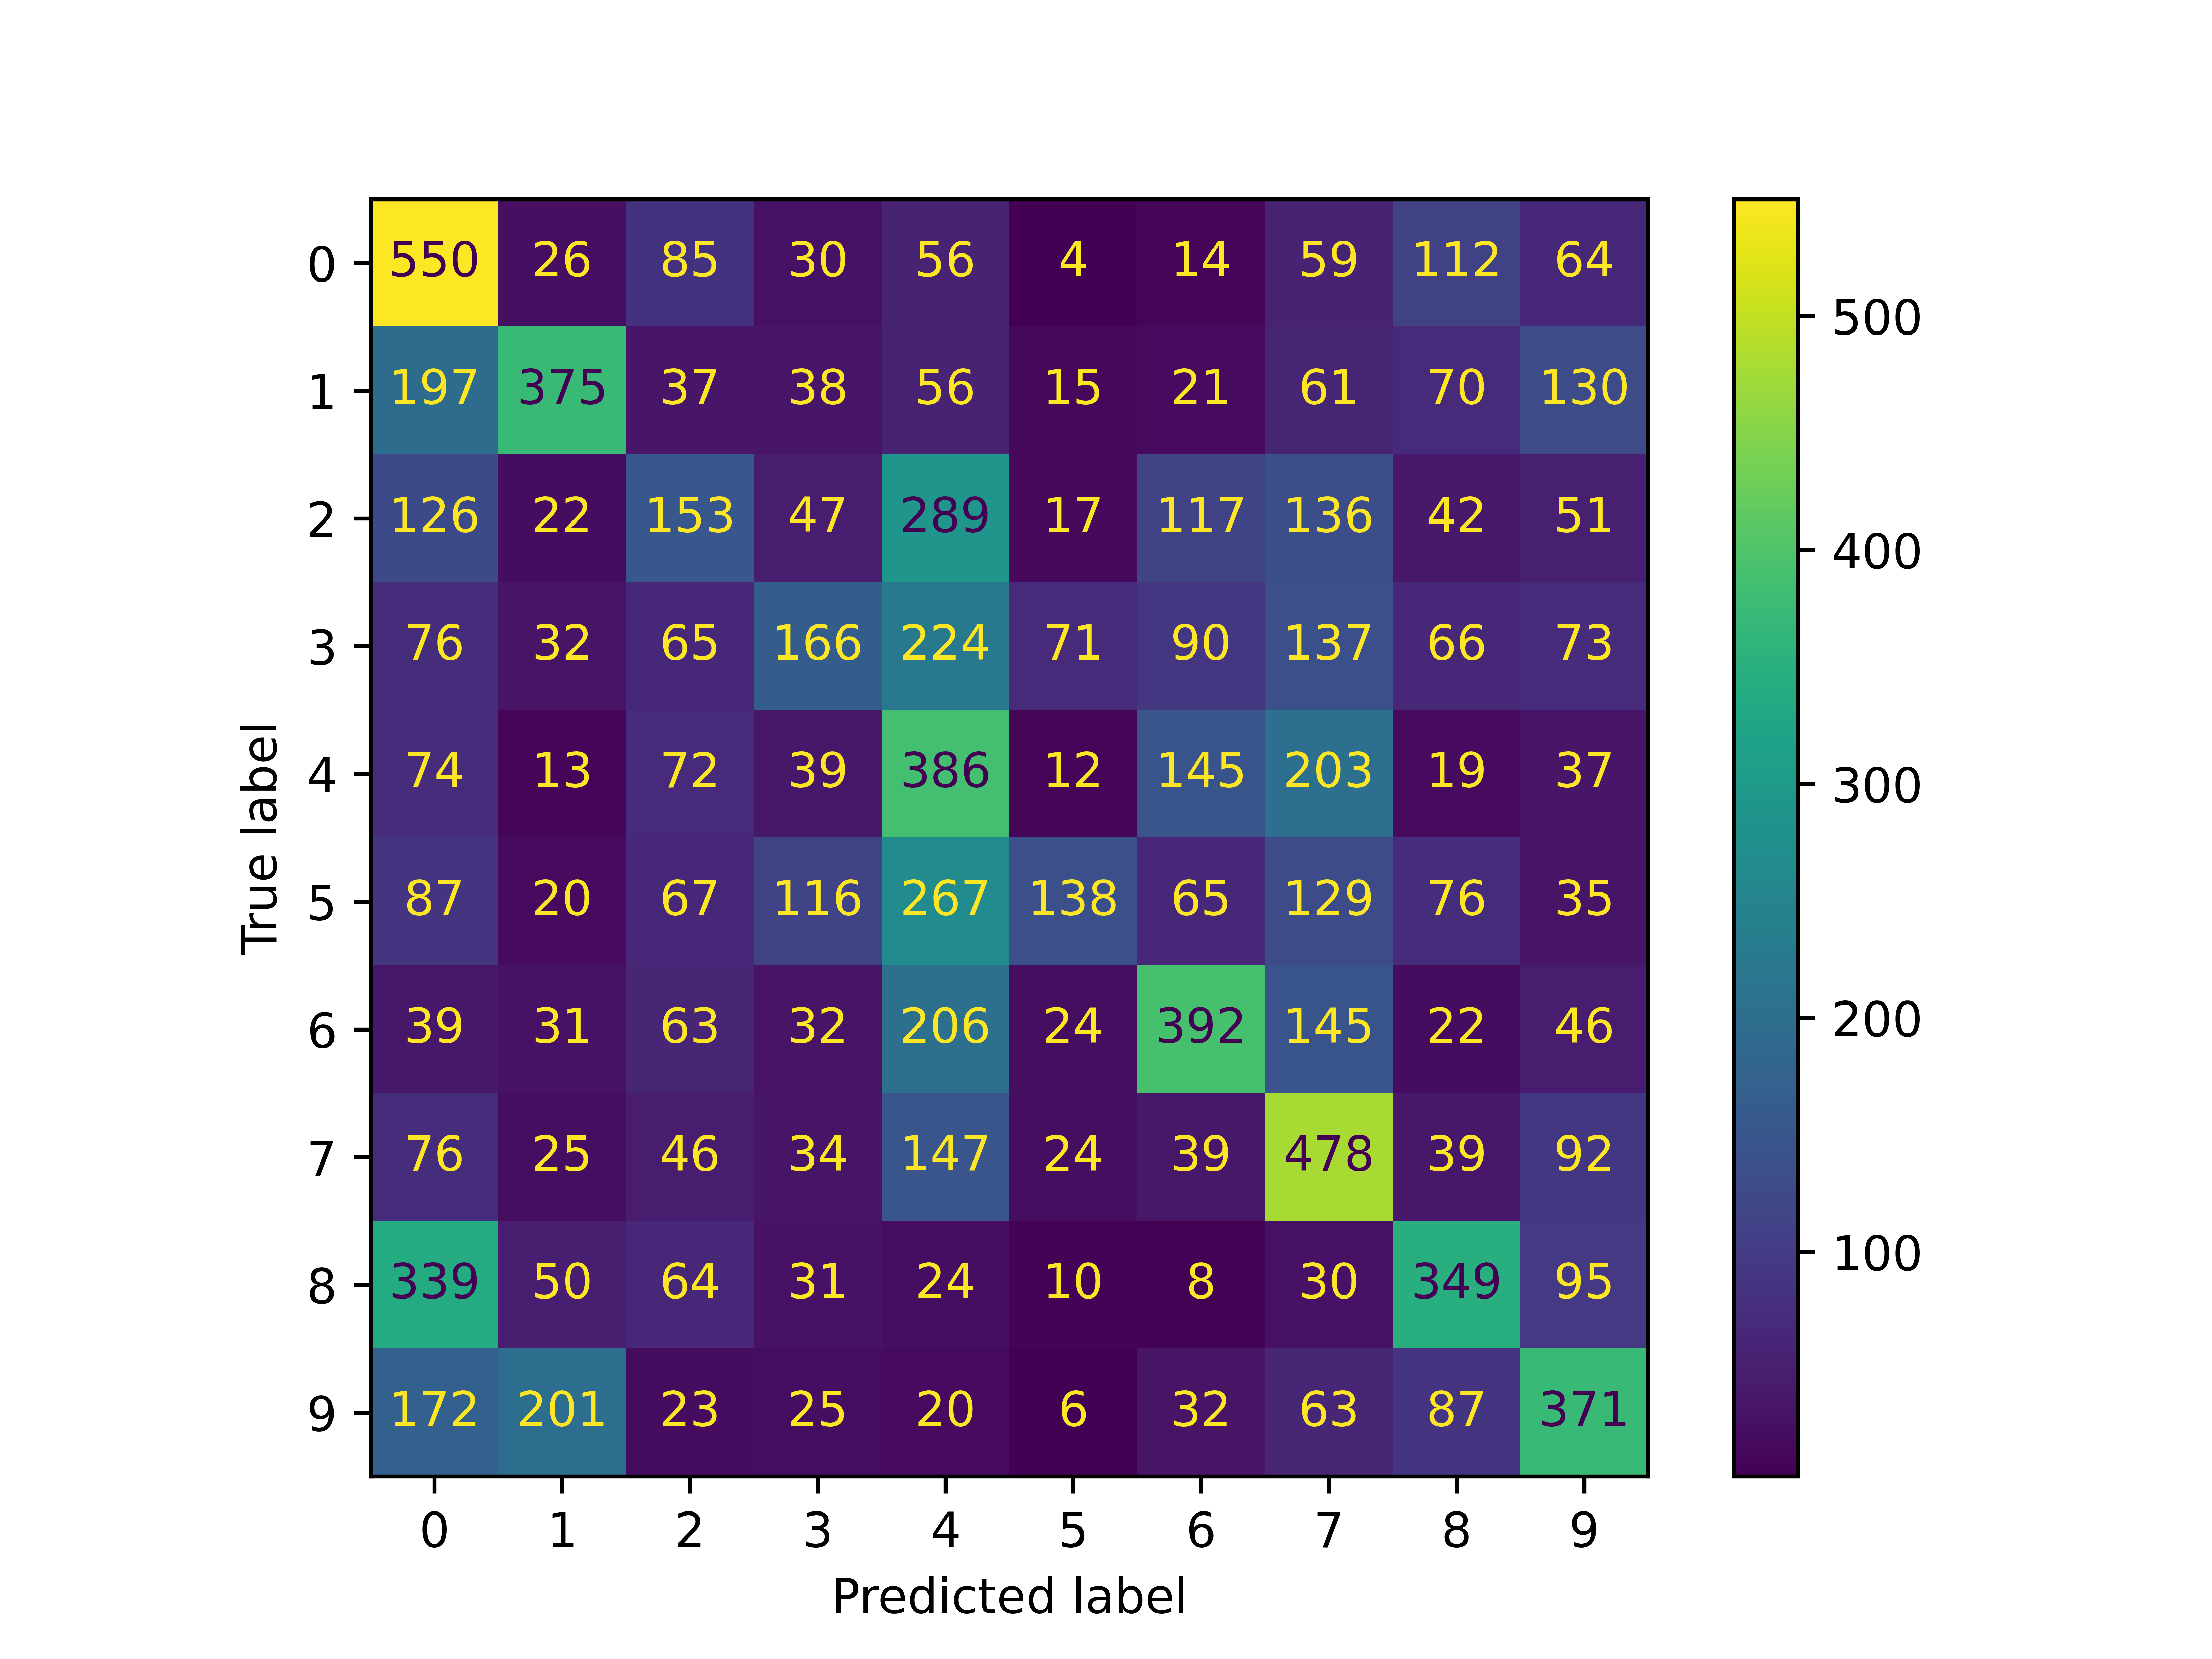 0 550 26 85 30 56 4 14 59 112 64
1 197 375 37 38 56 15 21 61 70 130
2 126 22 153 47 289 17 117 136 42 51
3 76 32 65 166 224 71 90 137 66 73
4 74 13 72 39 386 12 145 203 19 37
5 87 20 67 116 267 138 65 129 76 35
6 39 31 63 32 206 24 392 145 22 46
7 76 25 46 34 147 24 39 478 39 92
8 339 50 64 31 24 10 8 30 349 95
9 172 201 23 25 20 6 32 63 87 371
0 1 2 3 4 5 6 7 8 9
Predicted label
True label
500
400
300
200
100